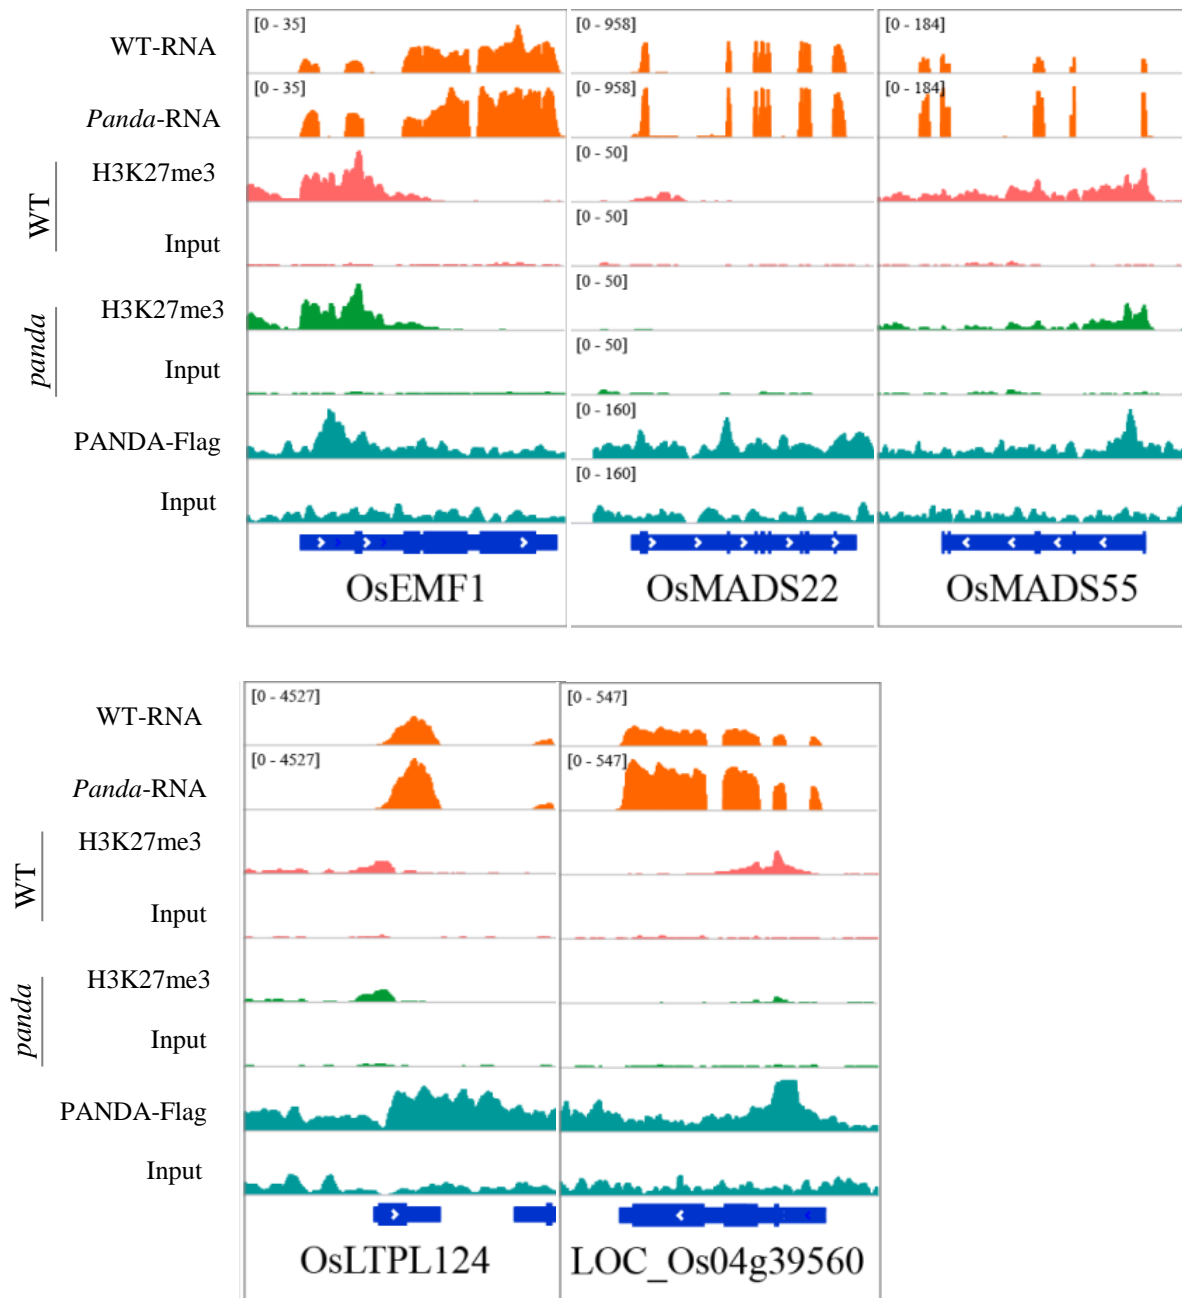 WT-RNA
[0 - 35]
[0 - 958]
[0 - 184]
Panda-RNA
[0 - 35]
[0 - 958]
[0 - 184]
WT
H3K27me3
[0 - 50]
Input
[0 - 50]
panda
H3K27me3
[0 - 50]
Input
[0 - 50]
PANDA-Flag
[0 - 160]
Input
[0 - 160]
OsEMF1
OsMADS22
OsMADS55
WT-RNA
[0 - 4527]
[0 - 547]
Panda-RNA
[0 - 4527]
[0 - 547]
WT
H3K27me3
Input
panda
H3K27me3
Input
PANDA-Flag
Input
OsLTPL124
LOC_Os04g39560